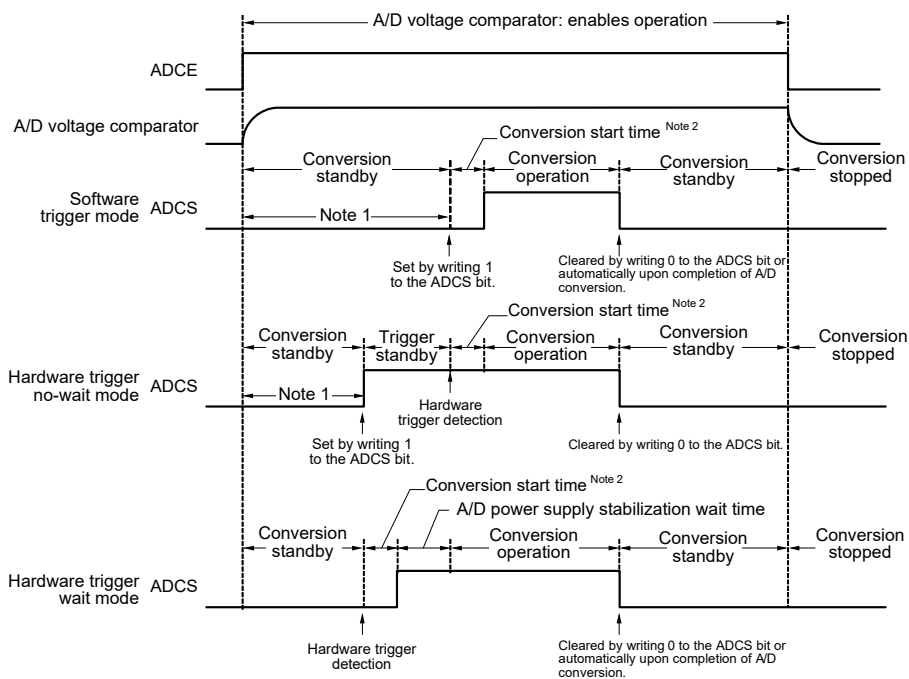 A/D voltage comparator: enables operation
ADCE
A/D voltage comparator
Conversion start time Note 2
Conversion
standby
Conversion
operation
Conversion
standby
Conversion
stopped
Software
trigger mode
ADCS
Note 1
Set by writing 1
to the ADCS bit.
Cleared by writing 0 to the ADCS bit or
automatically upon completion of A/D
conversion.
Conversion start time Note 2
Conversion
standby
Trigger
standby
Conversion
operation
Conversion
standby
Conversion
stopped
Hardware trigger
no-wait mode
ADCS
Note 1
Hardware
trigger detection
Set by writing 1
to the ADCS bit.
Cleared by writing 0 to the ADCS bit.
Conversion start time Note 2
A/D power supply stabilization wait time
Conversion
standby
Conversion
operation
Conversion
standby
Conversion
stopped
Hardware trigger
wait mode
ADCS
Hardware trigger
detection
Cleared by writing 0 to the ADCS bit or
automatically upon completion of A/D
conversion.